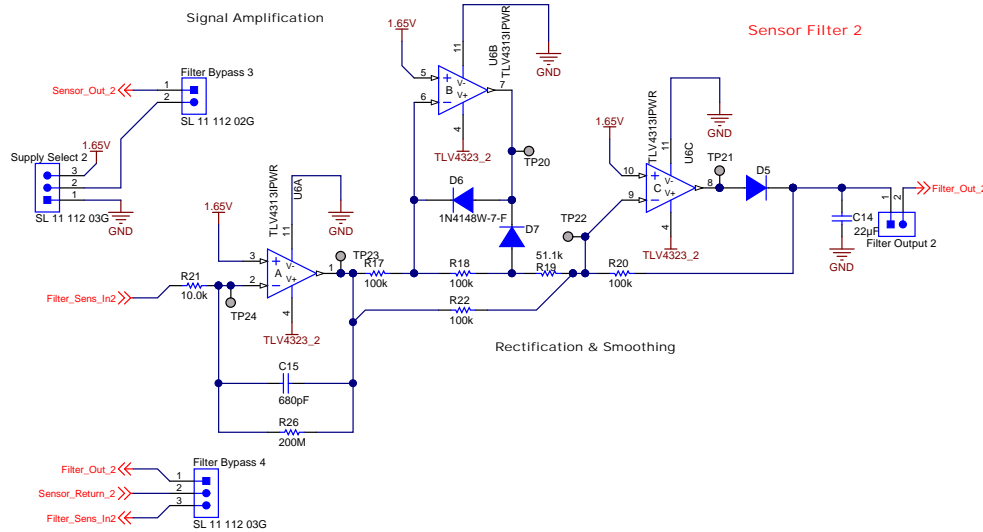 Signal Amplification
Sensor Filter 2
Filter Bypass 3
Sensor_Out_2
1
2
SL 11 112 02G
Supply Select 2
1.65V
3
2
1
SL 11 112 03G
GND
1.65V
11
U6B
TLV4313IPWR
GND
5
6
B
V-
V+
7
4
TLV4323_2
TP20
D6
1N4148W-7-F
D7
1.65V
TLV4313IPWR
11
U6C
GND
10
9
C
V-
V+
8
4
TLV4323_2
TP21
D5
TP22
C14
22µF
GND
1
2
Filter_Out_2
Filter Output 2
1.65V
TLV4313IPWR
U6A
11
GND
3
2
A
V-
V+
1
4
TLV4323_2
TP23
TP24
R21
10.0k
Filter_Sens_In2
R17
100k
R18
100k
51.1k
R19
R20
100k
R22
100k
Rectification & Smoothing
C15
680pF
R26
200M
Filter Bypass 4
Filter_Out_2
1
Sensor_Return_2
2
Filter_Sens_In2
3
SL 11 112 03G